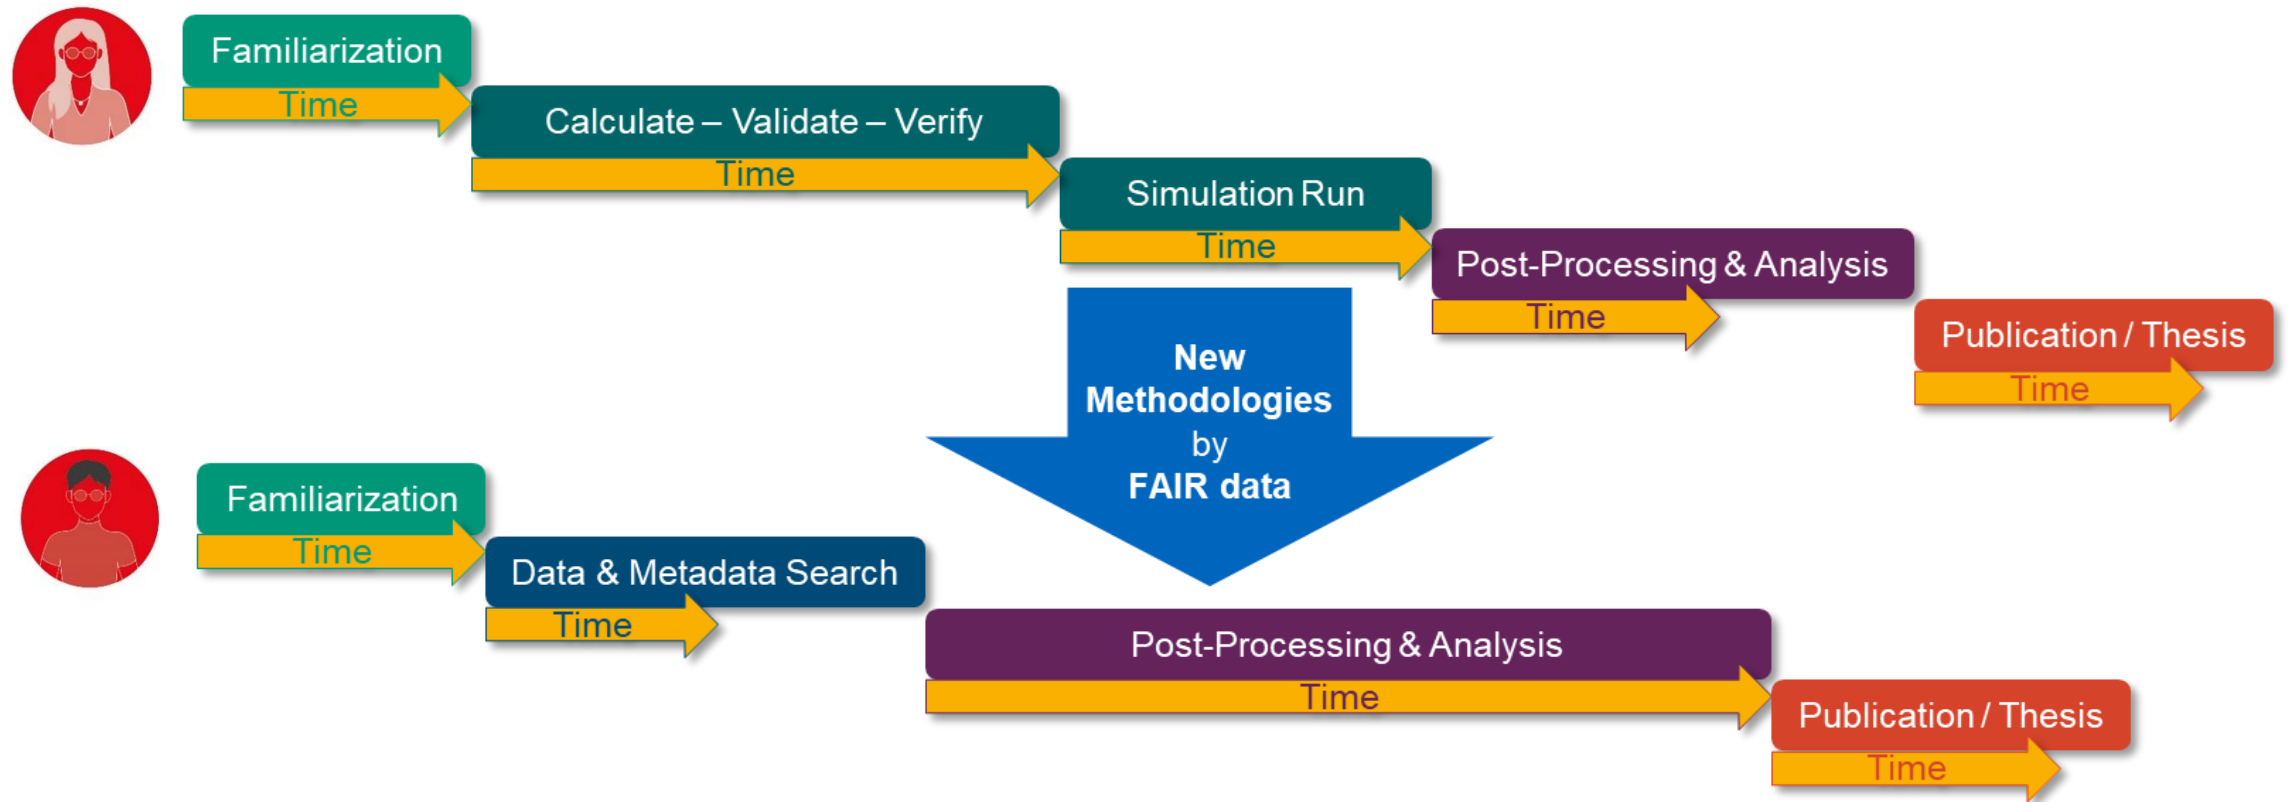 Familiarization
Time
Calculate – Validate – Verify
Time
Simulation Run
Time
Post-Processing & Analysis
Time
Publication / Thesis
Time
New
Methodologies
by
FAIR data
Familiarization
Time
Data & Metadata Search
Time
Post-Processing & Analysis
Time
Publication / Thesis
Time